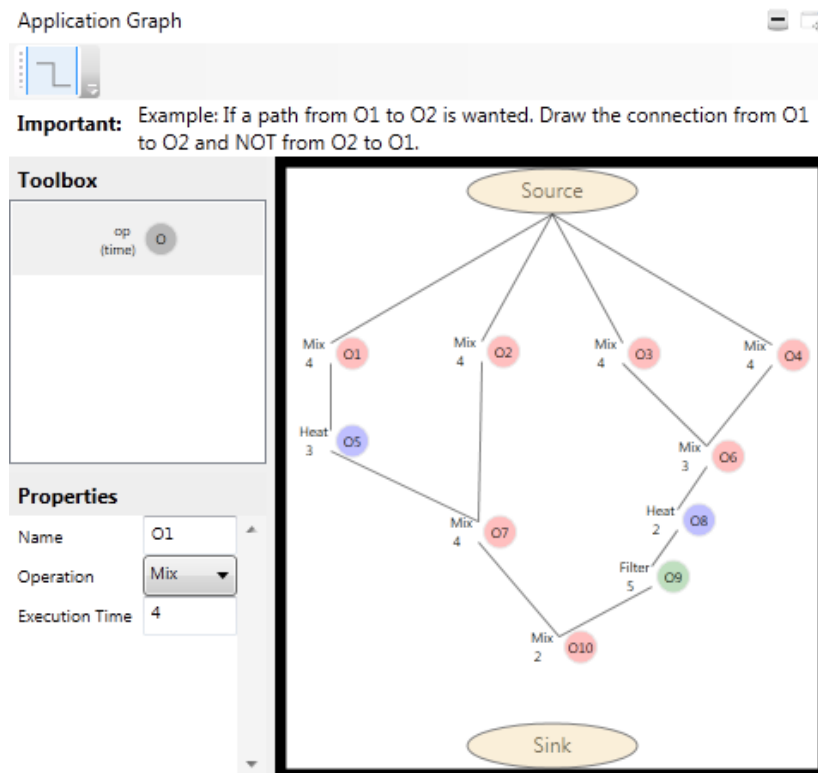 Application Graph
Important: Example: If a path from O1 to O2 is wanted. Draw the connection from O1
to O2 and NOT from O2 to O1.
Toolbox
op
(time)
O
Properties
Name O1
Operation Mix
Execution Time 4
Source
Mix
4
O1
Mix
4
O2
Mix
4
O3
Mix
4
O4
Heat
3
O5
Mix
3
O6
Mix
4
O7
Heat
2
O8
Filter
5
O9
Mix
2
O10
Sink